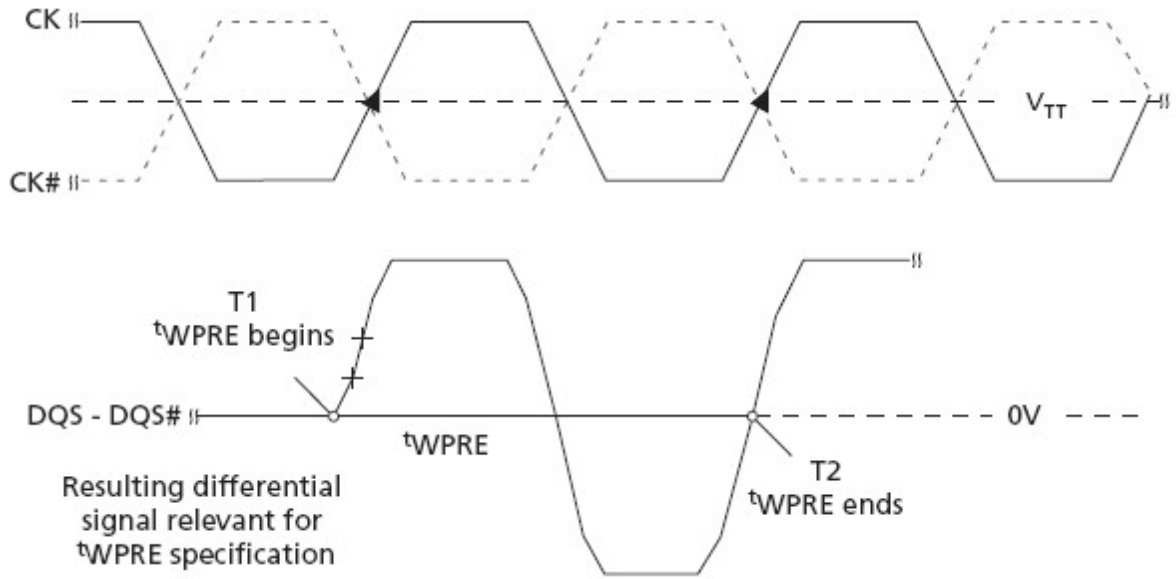 CK
V_TT
CK#
T1
tWPRE begins
DQS - DQS#
0V
tWPRE
T2
tWPRE ends
Resulting differential
signal relevant for
tWPRE specification